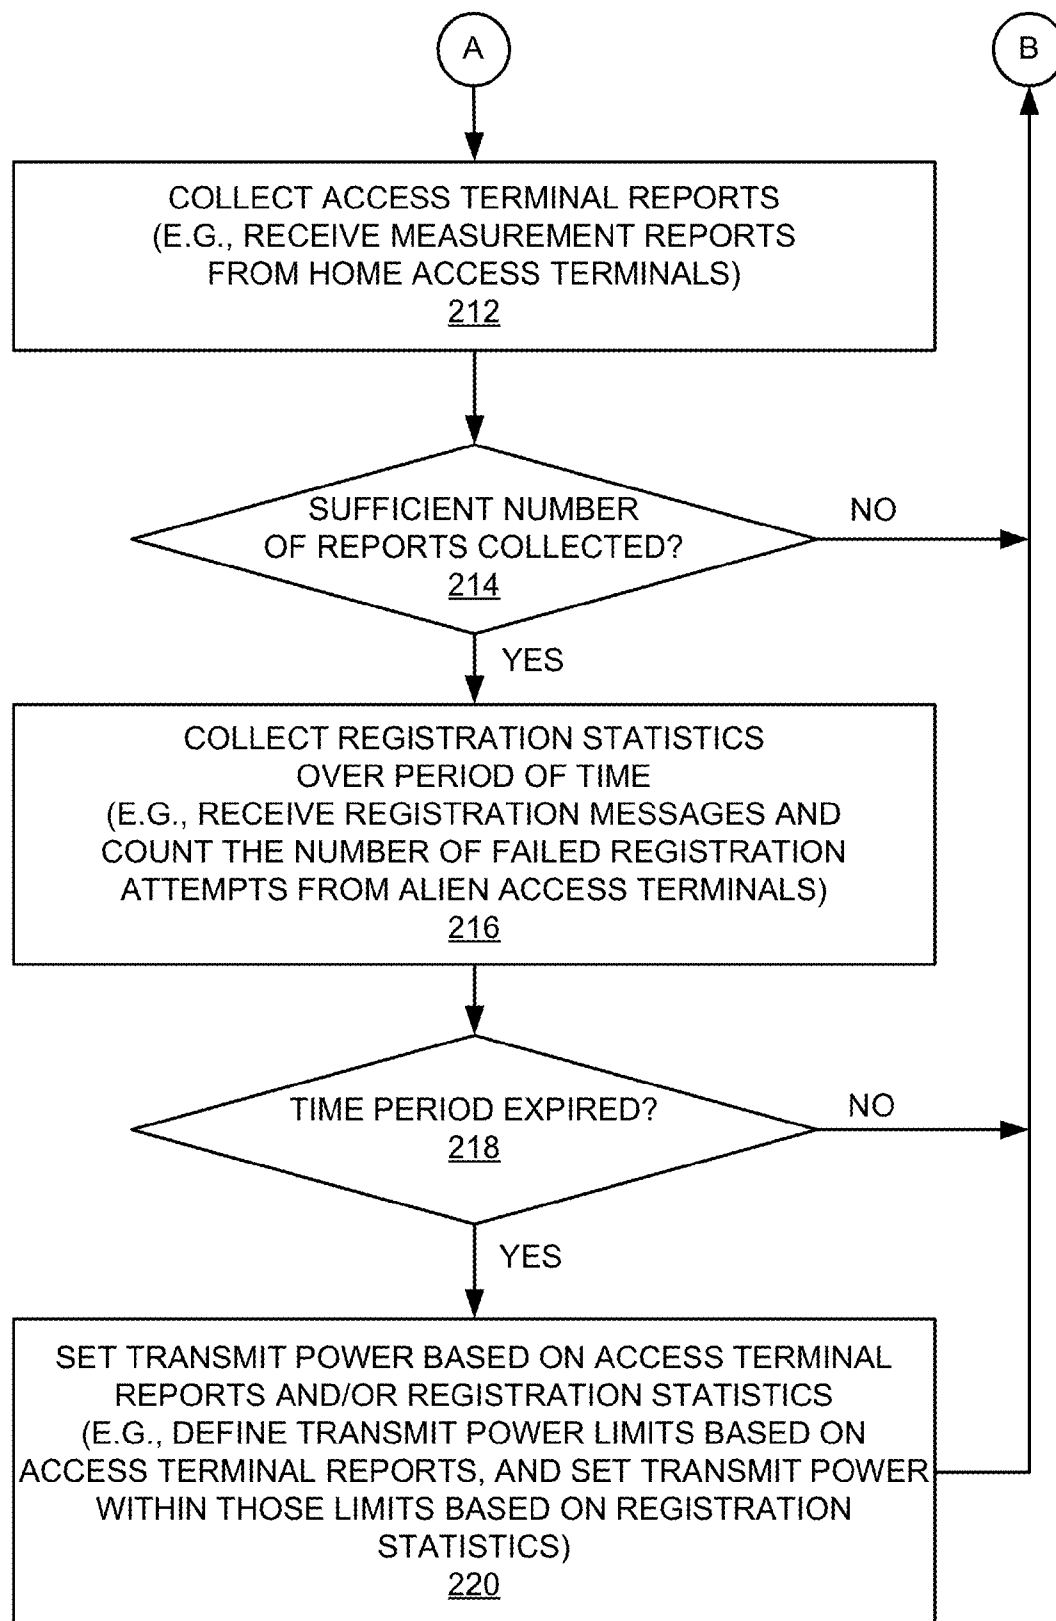 A
B
COLLECT ACCESS TERMINAL REPORTS
(E.G., RECEIVE MEASUREMENT REPORTS
FROM HOME ACCESS TERMINALS)
212
SUFFICIENT NUMBER
OF REPORTS COLLECTED?
214
NO
YES
COLLECT REGISTRATION STATISTICS
OVER PERIOD OF TIME
(E.G., RECEIVE REGISTRATION MESSAGES AND
COUNT THE NUMBER OF FAILED REGISTRATION
ATTEMPTS FROM ALIEN ACCESS TERMINALS)
216
TIME PERIOD EXPIRED?
218
NO
YES
SET TRANSMIT POWER BASED ON ACCESS TERMINAL
REPORTS AND/OR REGISTRATION STATISTICS
(E.G., DEFINE TRANSMIT POWER LIMITS BASED ON
ACCESS TERMINAL REPORTS, AND SET TRANSMIT POWER
WITHIN THOSE LIMITS BASED ON REGISTRATION
STATISTICS)
220